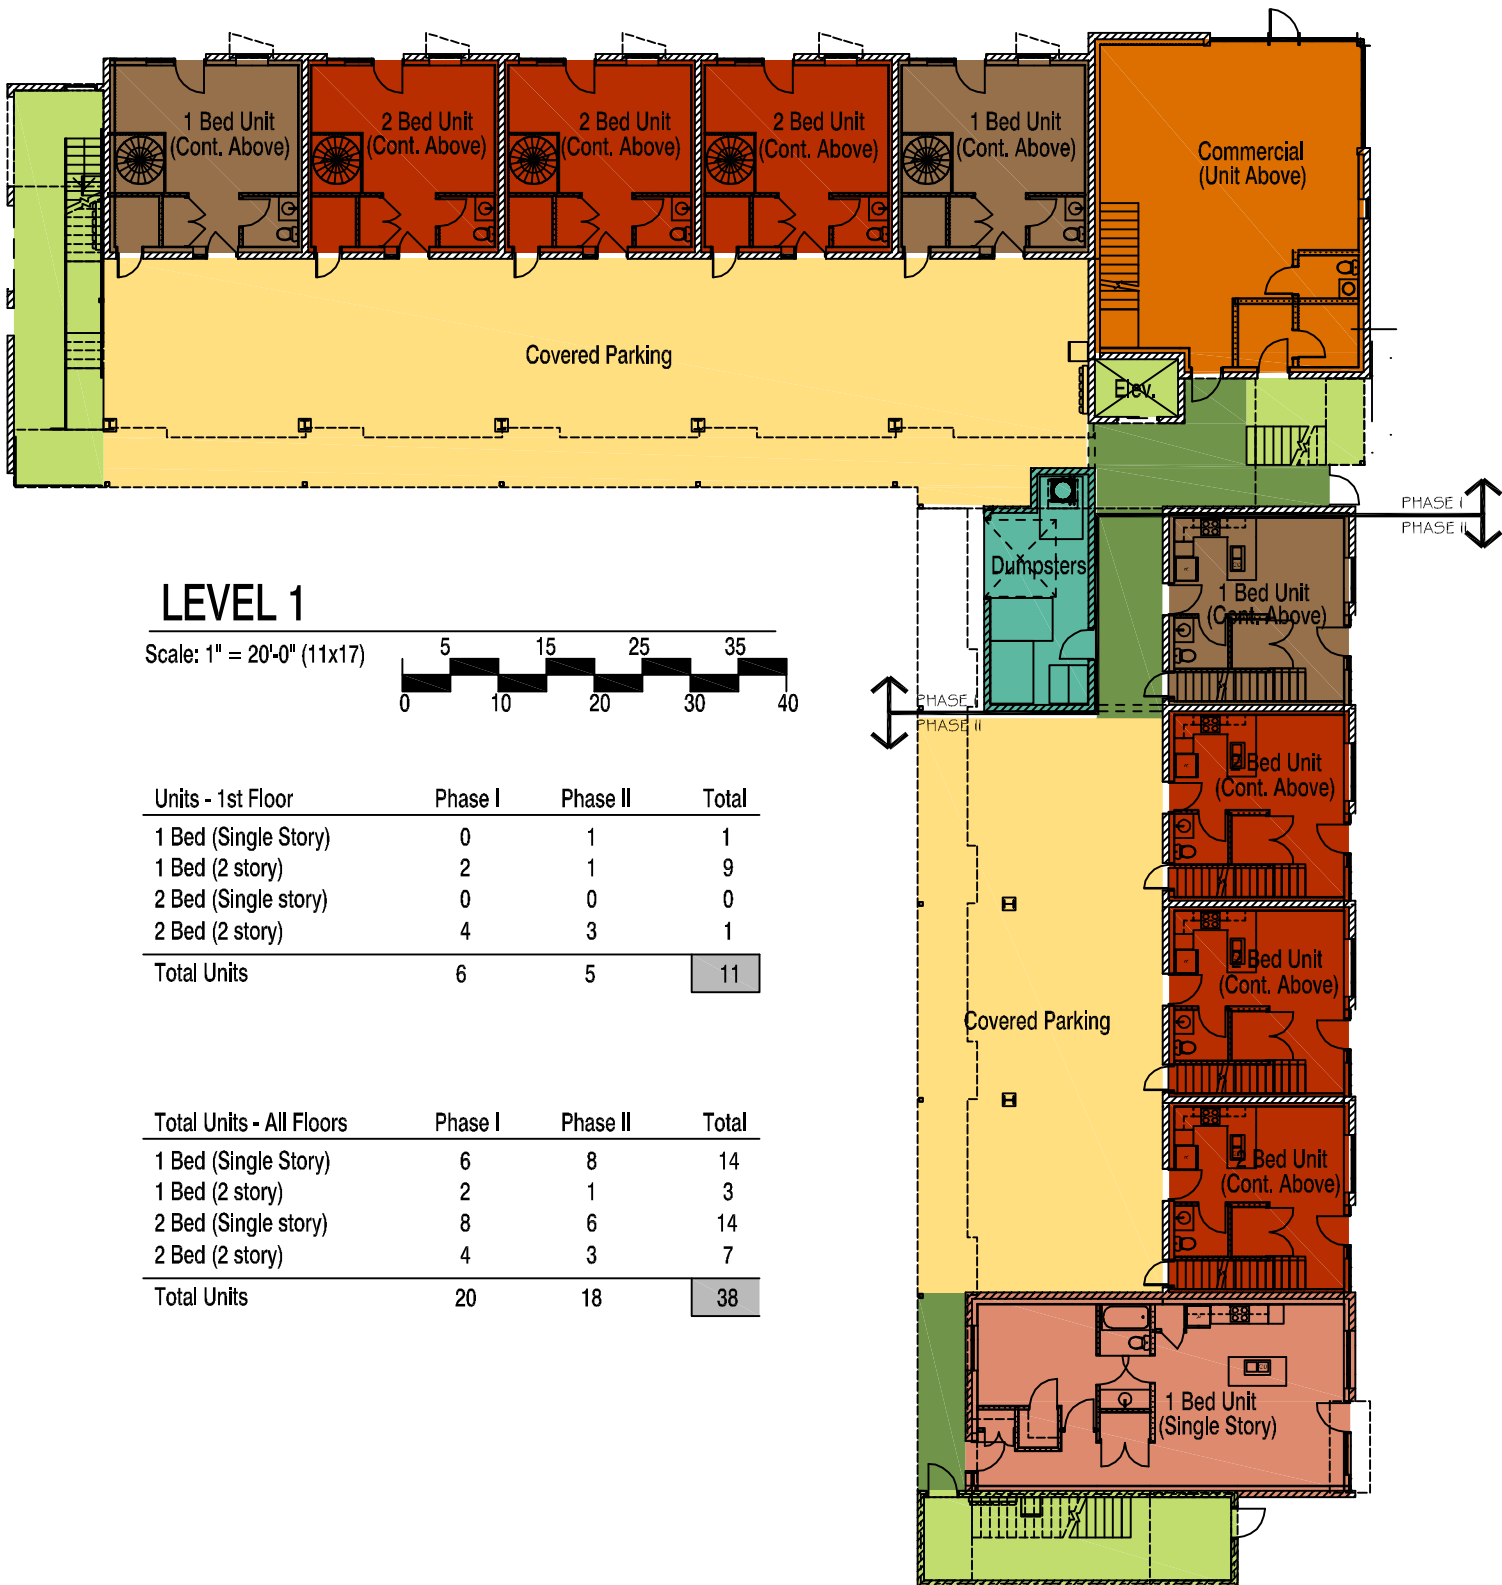 1 Bed Unit
(Cont. Above)
2 Bed Unit
(Cont. Above)
2 Bed Unit
(Cont. Above)
2 Bed Unit
(Cont. Above)
1 Bed Unit
(Cont. Above)
Commercial
(Unit Above)
Covered Parking
Elev.
PHASE I
PHASE II
Dumpsters
1 Bed Unit
(Cont. Above)
LEVEL 1
Scale: 1" = 20'-0" (11x17)
5 15 25 35
0 10 20 30 40
PHASE I
PHASE II
2 Bed Unit
(Cont. Above)
Units - 1st Floor Phase I Phase II Total
1 Bed (Single Story) 0 1 1
1 Bed (2 story) 2 1 9
2 Bed (Single story) 0 0 0
2 Bed (2 story) 4 3 1
Total Units 6 5 11
2 Bed Unit
(Cont. Above)
Covered Parking
Total Units - All Floors Phase I Phase II Total
1 Bed (Single Story) 6 8 14
1 Bed (2 story) 2 1 3
2 Bed (Single story) 8 6 14
2 Bed (2 story) 4 3 7
Total Units 20 18 38
2 Bed Unit
(Cont. Above)
1 Bed Unit
(Single Story)